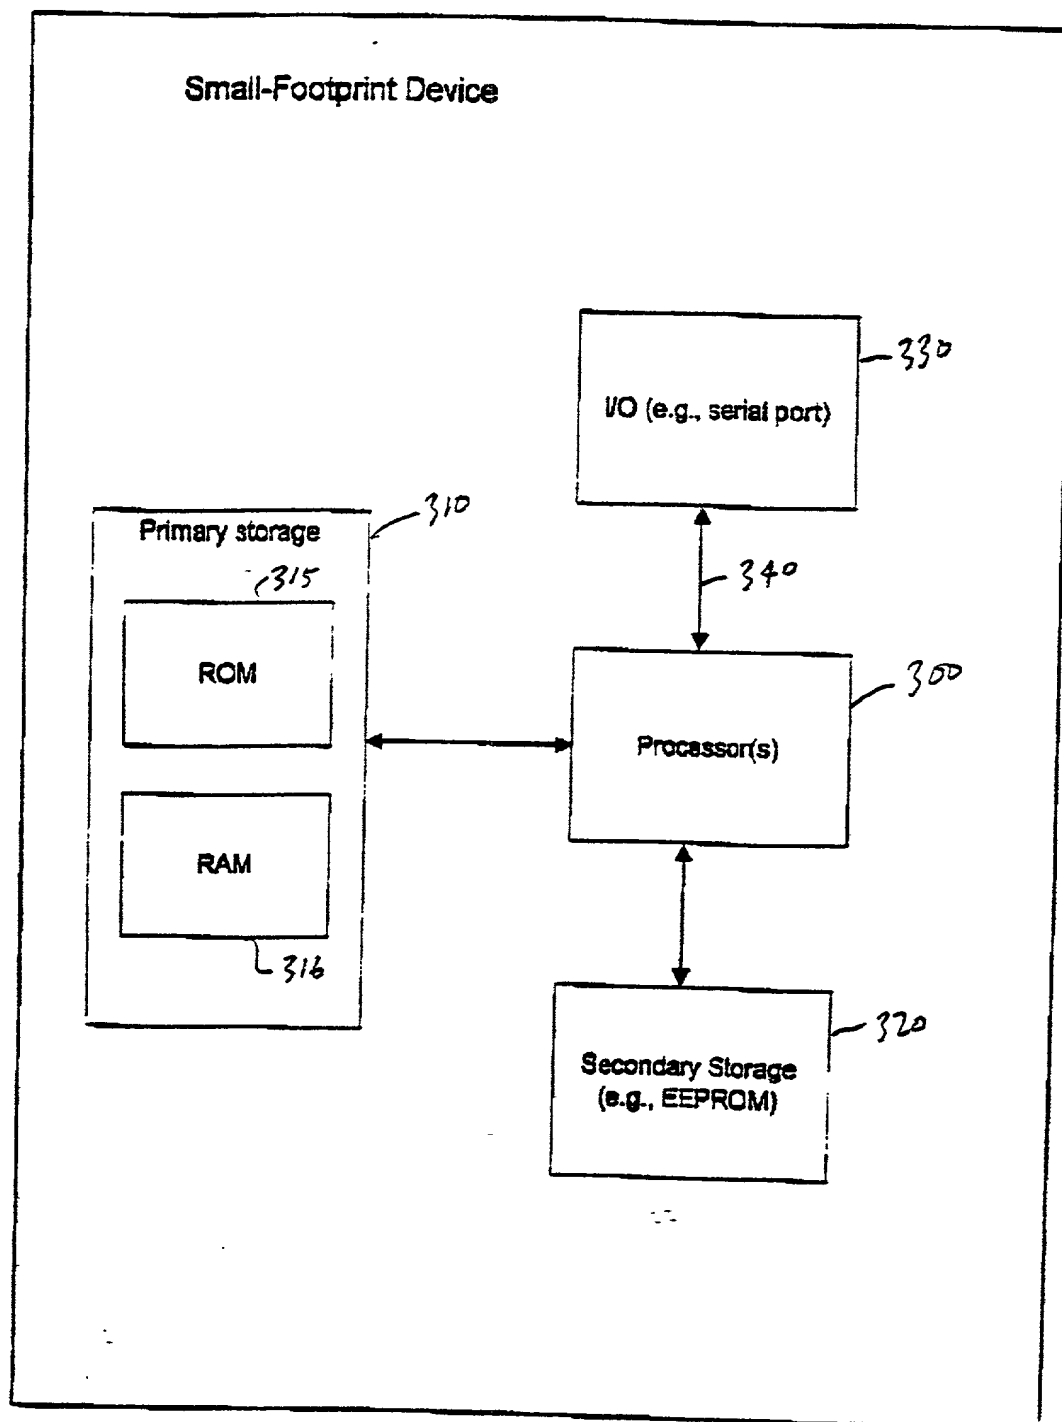 Small-Footprint Device
330
I/O (e.g., serial port)
310
Primary storage
340
315
ROM
300
Processor(s)
RAM
316
320
Secondary Storage
(e.g., EEPROM)